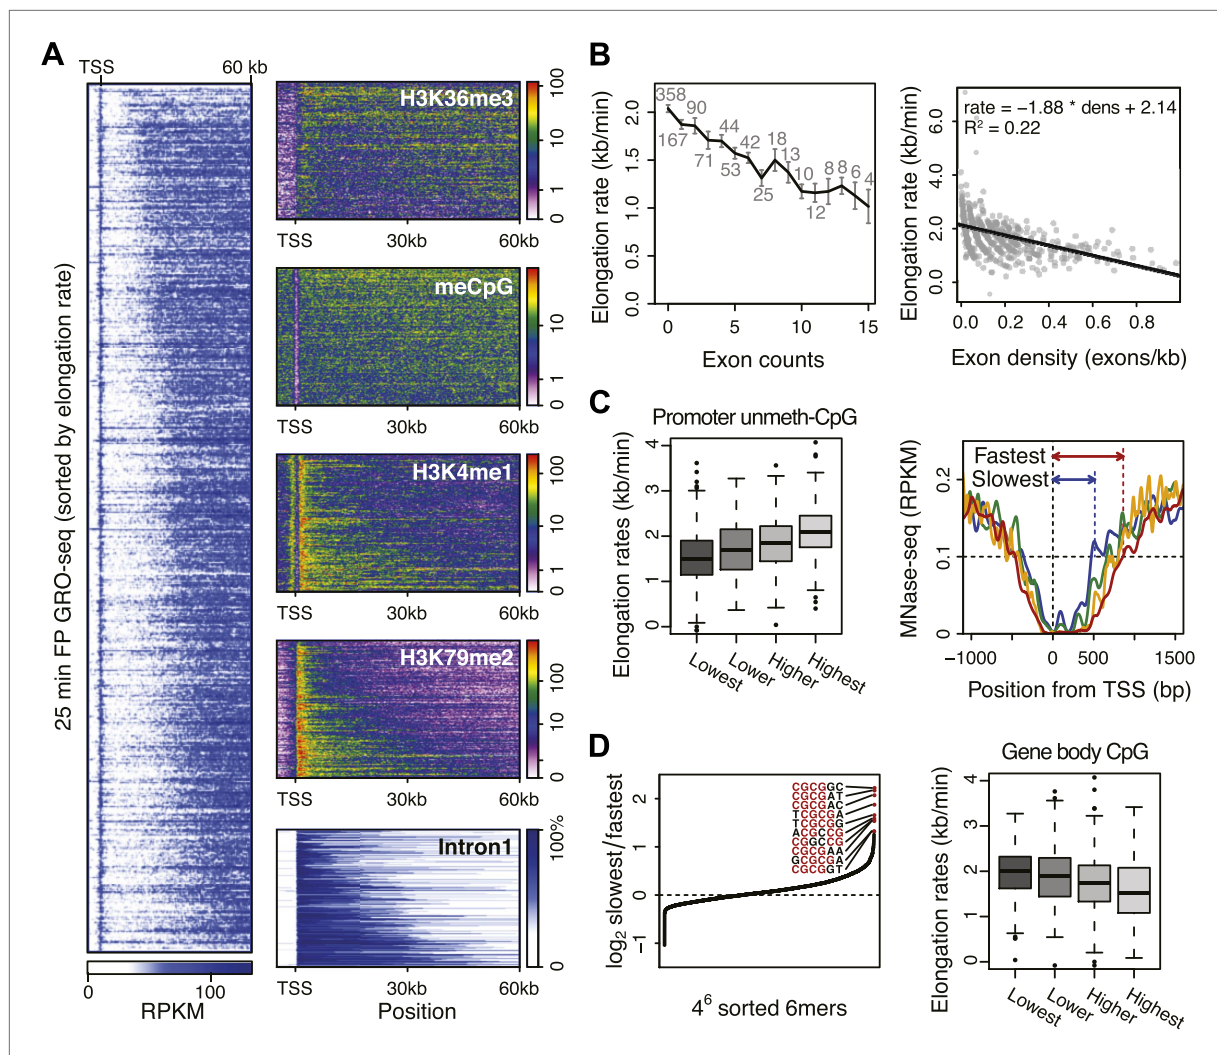 A
TSS 60 kb
25 min FP GRO-seq (sorted by elongation rate)
0 100
RPKM
H3K36me3
100
10
1
0
TSS 30kb 60kb
meCpG
10
1
0
TSS 30kb 60kb
H3K4me1
100
10
1
0
TSS 30kb 60kb
H3K79me2
100
10
1
0
TSS 30kb 60kb
Intron1
100%
0
TSS 30kb 60kb
Position
B
Elongation rate (kb/min)
2.0
1.5
1.0
0.5
0.0
358
167
90
71
44
53
42
25
18
13
10
12
8
8
6
4
0 5 10 15
Exon counts
Elongation rate (kb/min)
6.0
4.0
2.0
0.0
rate = −1.88 * dens + 2.14
R² = 0.22
0.0 0.2 0.4 0.6 0.8
Exon density (exons/kb)
C
Promoter unmeth-CpG
Elongation rates (kb/min)
4
3
2
1
0
Lowest Lower Higher Highest
MNase-seq (RPKM)
0.2
0.1
0
Fastest
Slowest
−1000 0 500 1500
Position from TSS (bp)
D
log₂ slowest/fastest
2
1
0
−1
CGCGGC
CGCGAT
CGCGAC
TCGCGA
TCGCGG
ACGCCG
CGGCCG
CGCGAA
GCGCGA
CGCGGT
4⁶ sorted 6mers
Gene body CpG
Elongation rates (kb/min)
4
3
2
1
0
Lowest Lower Higher Highest